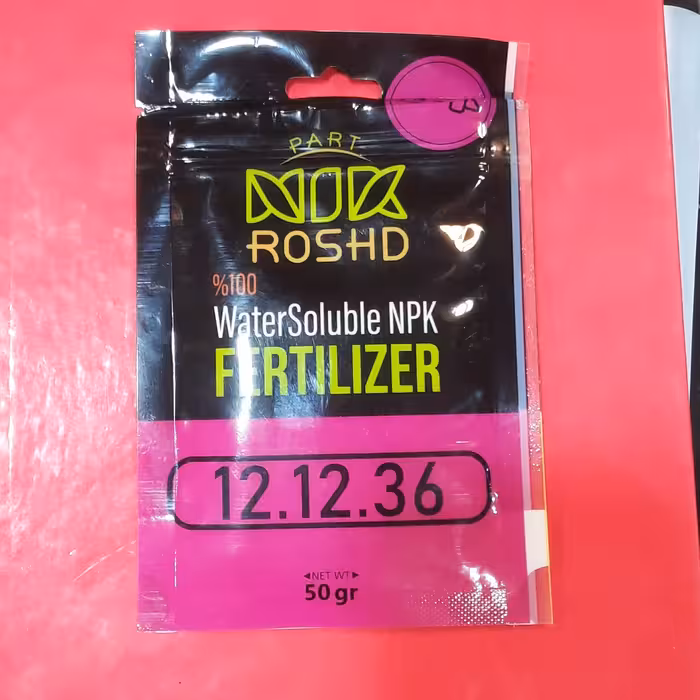 PART
NIK
ROSHD
%100
WaterSoluble NPK
FERTILIZER
12.12.36
◄NET WT►
50 gr